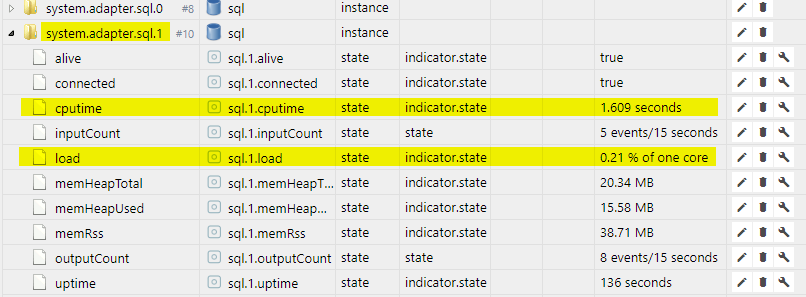 system.adapter.sql.0 #8 sql instance
system.adapter.sql.1 #10 sql instance
alive sql.1.alive state indicator.state true
connected sql.1.connected state indicator.state true
cputime sql.1.cputime state indicator.state 1.609 seconds
inputCount sql.1.inputCount state state 5 events/15 seconds
load sql.1.load state indicator.state 0.21 % of one core
memHeapTotal sql.1.memHeapT... state indicator.state 20.34 MB
memHeapUsed sql.1.memHeap... state indicator.state 15.58 MB
memRss sql.1.memRss state indicator.state 38.71 MB
outputCount sql.1.outputCount state state 8 events/15 seconds
uptime sql.1.uptime state indicator.state 136 seconds